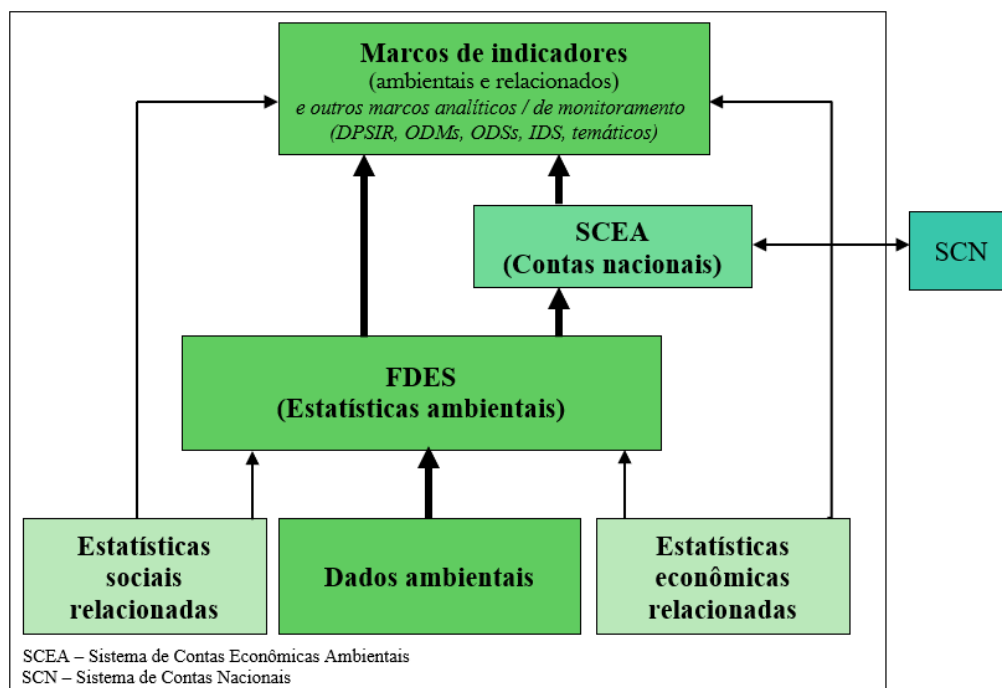 Marcos de indicadores
(ambientais e relacionados)
e outros marcos analíticos / de monitoramento
(DPSIR, ODMs, ODSs, IDS, temáticos)
SCEA
(Contas nacionais)
SCN
FDES
(Estatísticas ambientais)
Estatísticas
sociais
relacionadas
Dados ambientais
Estatísticas
econômicas
relacionadas
SCEA – Sistema de Contas Econômicas Ambientais
SCN – Sistema de Contas Nacionais